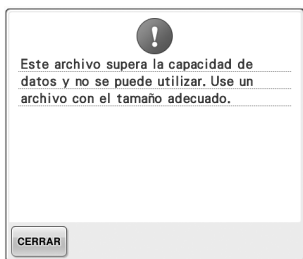 Este archivo supera la capacidad de
datos y no se puede utilizar. Use un
archivo con el tamaño adecuado.
CERRAR